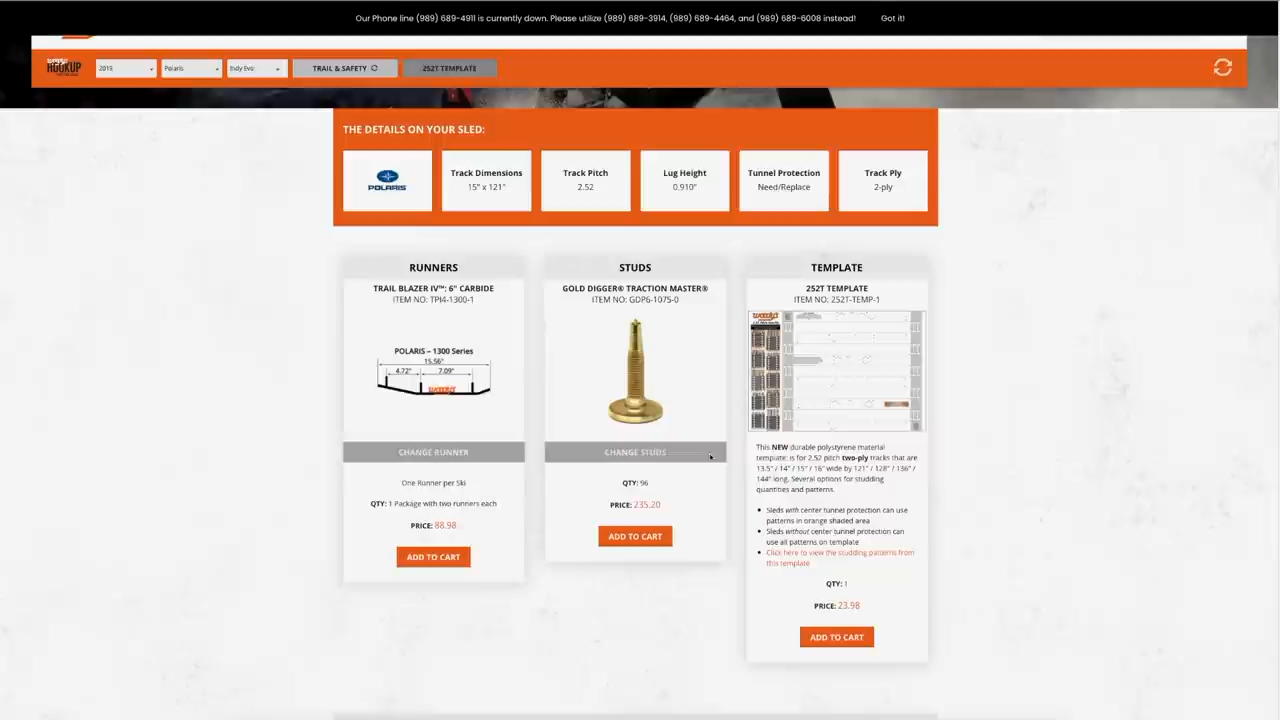 Our Phone line (989) 689-4911 is currently down. Please utilize (989) 689-3914, (989) 689-4464, and (989) 689-6008 instead! Got it!
HOOKUP 2019 Polaris Indy Evo TRAIL & SAFETY 252T TEMPLATE
THE DETAILS ON YOUR SLED:
POLARIS
Track Dimensions
15" x 121"
Track Pitch
2.52
Lug Height
0.910"
Tunnel Protection
Need/Replace
Track Ply
2-ply
RUNNERS
TRAIL BLAZER IV™: 6" CARBIDE
ITEM NO: TPI4-1300-1
POLARIS – 1300 Series
15.56"
4.72" 7.09"
woody's
CHANGE RUNNER
One Runner per Ski
QTY: 1 Package with two runners each
PRICE: 88.98
ADD TO CART
STUDS
GOLD DIGGER® TRACTION MASTER®
ITEM NO: GDP6-1075-0
CHANGE STUDS
QTY: 96
PRICE: 235.20
ADD TO CART
TEMPLATE
252T TEMPLATE
ITEM NO: 252T-TEMP-1
woody's
This NEW durable polystyrene material
template: is for 2.52 pitch two-ply tracks that are
13.5" / 14" / 15" / 16" wide by 121" / 128" / 136" /
144" long. Several options for studding
quantities and patterns.
Sleds with center tunnel protection can use
patterns in orange shaded area
Sleds without center tunnel protection can
use all patterns on template
Click here to view the studding patterns from
this template
QTY: 1
PRICE: 23.98
ADD TO CART